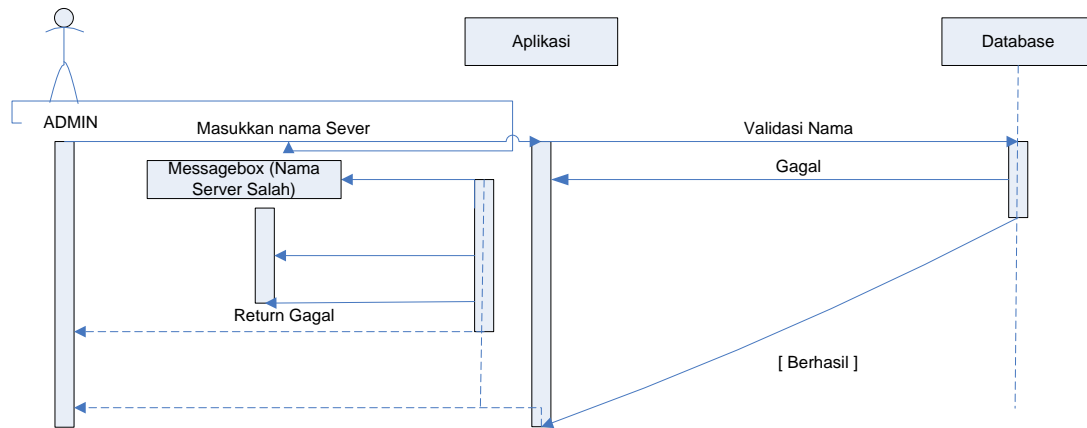 Aplikasi
Database
ADMIN
Masukkan nama Sever
Validasi Nama
Messagebox (Nama
Server Salah)
Gagal
Return Gagal
[ Berhasil ]